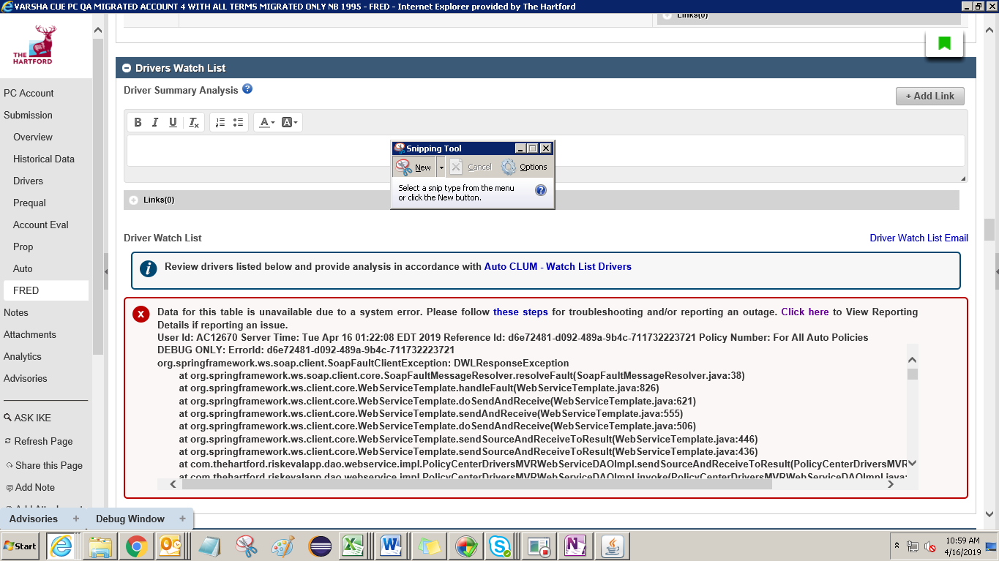 VARSHA CUE PC QA MIGRATED ACCOUNT 4 WITH ALL TERMS MIGRATED ONLY NB 1995 - FRED - Internet Explorer provided by The Hartford
THE
HARTFORD
PC Account
Submission
Overview
Historical Data
Drivers
Prequal
Account Eval
Prop
Auto
FRED
Notes
Attachments
Analytics
Advisories
ASK IKE
Refresh Page
Share this Page
Add Note
Add Attachment
Links(0)
Drivers Watch List
Driver Summary Analysis ?
+ Add Link
B I U Tx A A
Links(0)
Snipping Tool
New Cancel Options
Select a snip type from the menu
or click the New button.
Driver Watch List
Driver Watch List Email
Review drivers listed below and provide analysis in accordance with Auto CLUM - Watch List Drivers
Data for this table is unavailable due to a system error. Please follow these steps for troubleshooting and/or reporting an outage. Click here to View Reporting
Details if reporting an issue.
User Id: AC12670 Server Time: Tue Apr 16 01:22:08 EDT 2019 Reference Id: d6e72481-d092-489a-9b4c-711732223721 Policy Number: For All Auto Policies
DEBUG ONLY: ErrorId: d6e72481-d092-489a-9b4c-711732223721
org.springframework.ws.soap.client.SoapFaultClientException: DWLResponseException
at org.springframework.ws.soap.client.core.SoapFaultMessageResolver.resolveFault(SoapFaultMessageResolver.java:38)
at org.springframework.ws.client.core.WebServiceTemplate.handleFault(WebServiceTemplate.java:826)
at org.springframework.ws.client.core.WebServiceTemplate.doSendAndReceive(WebServiceTemplate.java:621)
at org.springframework.ws.client.core.WebServiceTemplate.sendAndReceive(WebServiceTemplate.java:555)
at org.springframework.ws.client.core.WebServiceTemplate.doSendAndReceive(WebServiceTemplate.java:506)
at org.springframework.ws.client.core.WebServiceTemplate.sendSourceAndReceiveToResult(WebServiceTemplate.java:446)
at org.springframework.ws.client.core.WebServiceTemplate.sendSourceAndReceiveToResult(WebServiceTemplate.java:436)
at com.thehartford.riskevalapp.dao.webservice.impl.PolicyCenterDriversMVRWebServiceDAOImpl.sendSourceAndReceiveToResult(PolicyCenterDriversMVR
at com.thehartford.riskevalapp.dao.webservice.impl.PolicyCenterDriversMVRWebServiceDAOImpl.invoke(PolicyCenterDriversMVRWebServiceDAOImpl.java:
Advisories + Debug Window +
Start
10:59 AM
4/16/2019